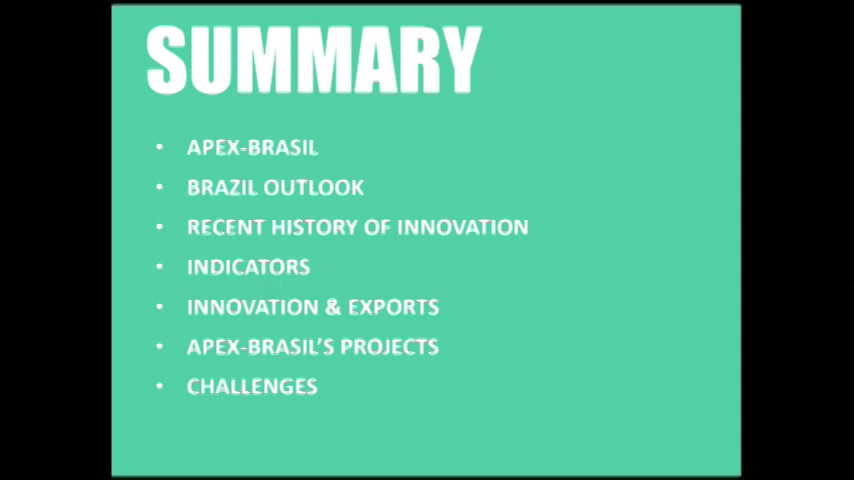 SUMMARY
• APEX-BRASIL
• BRAZIL OUTLOOK
• RECENT HISTORY OF INNOVATION
• INDICATORS
• INNOVATION & EXPORTS
• APEX-BRASIL’S PROJECTS
• CHALLENGES